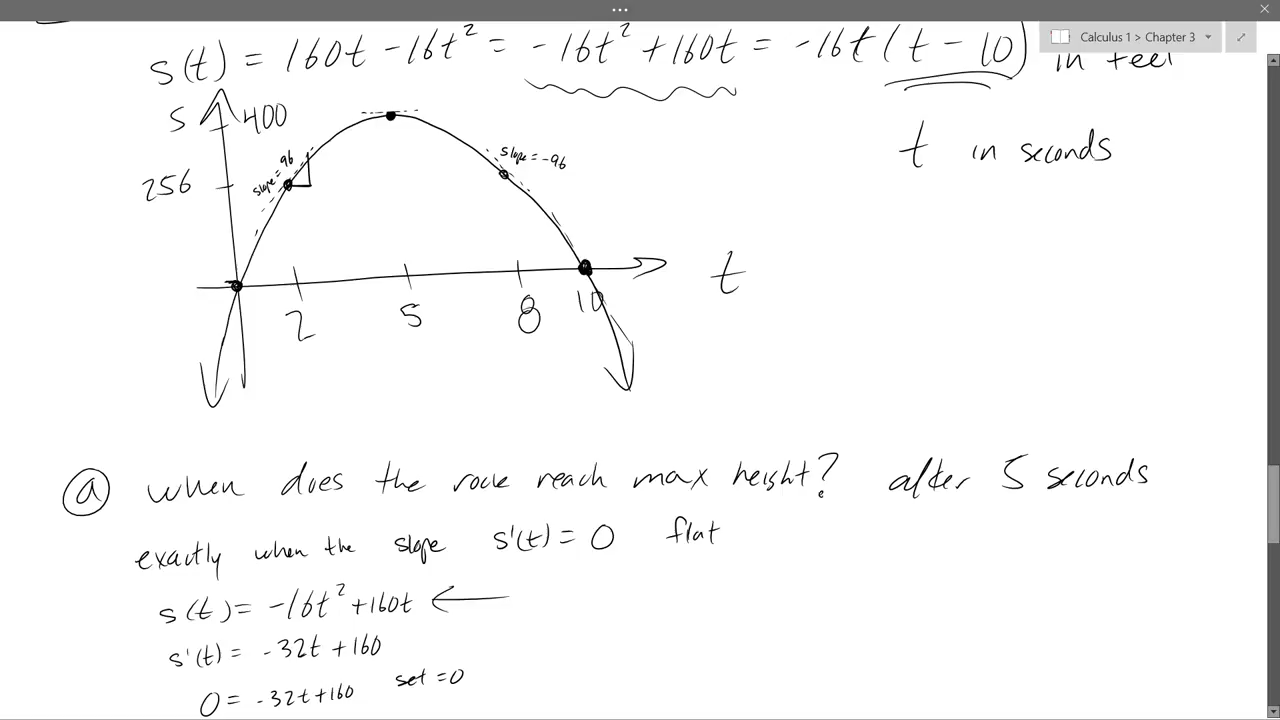 Calculus 1 > Chapter 3
s(t) = 160t - 16t² = -16t² + 160t = -16t(t - 10) in feet
t in seconds
s
400
slope = 96
slope = -96
256
t
2 5 8 10
ⓐ when does the rock reach max height? after 5 seconds
exactly when the slope s'(t) = 0 flat
s(t) = -16t² + 160t ←
s'(t) = -32t + 160
0 = -32t + 160 set = 0